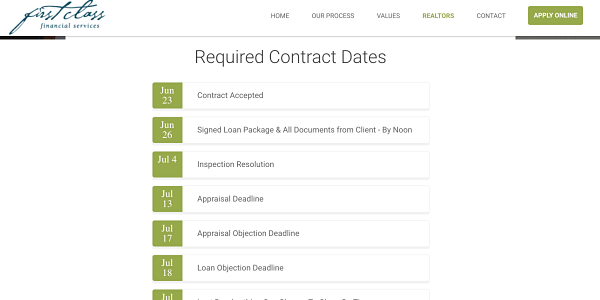 first class
financial services
HOME OUR PROCESS VALUES REALTORS CONTACT APPLY ONLINE
Required Contract Dates
Jun 23 Contract Accepted
Jun 26 Signed Loan Package & All Documents from Client - By Noon
Jul 4 Inspection Resolution
Jul 13 Appraisal Deadline
Jul 17 Appraisal Objection Deadline
Jul 18 Loan Objection Deadline
Jul